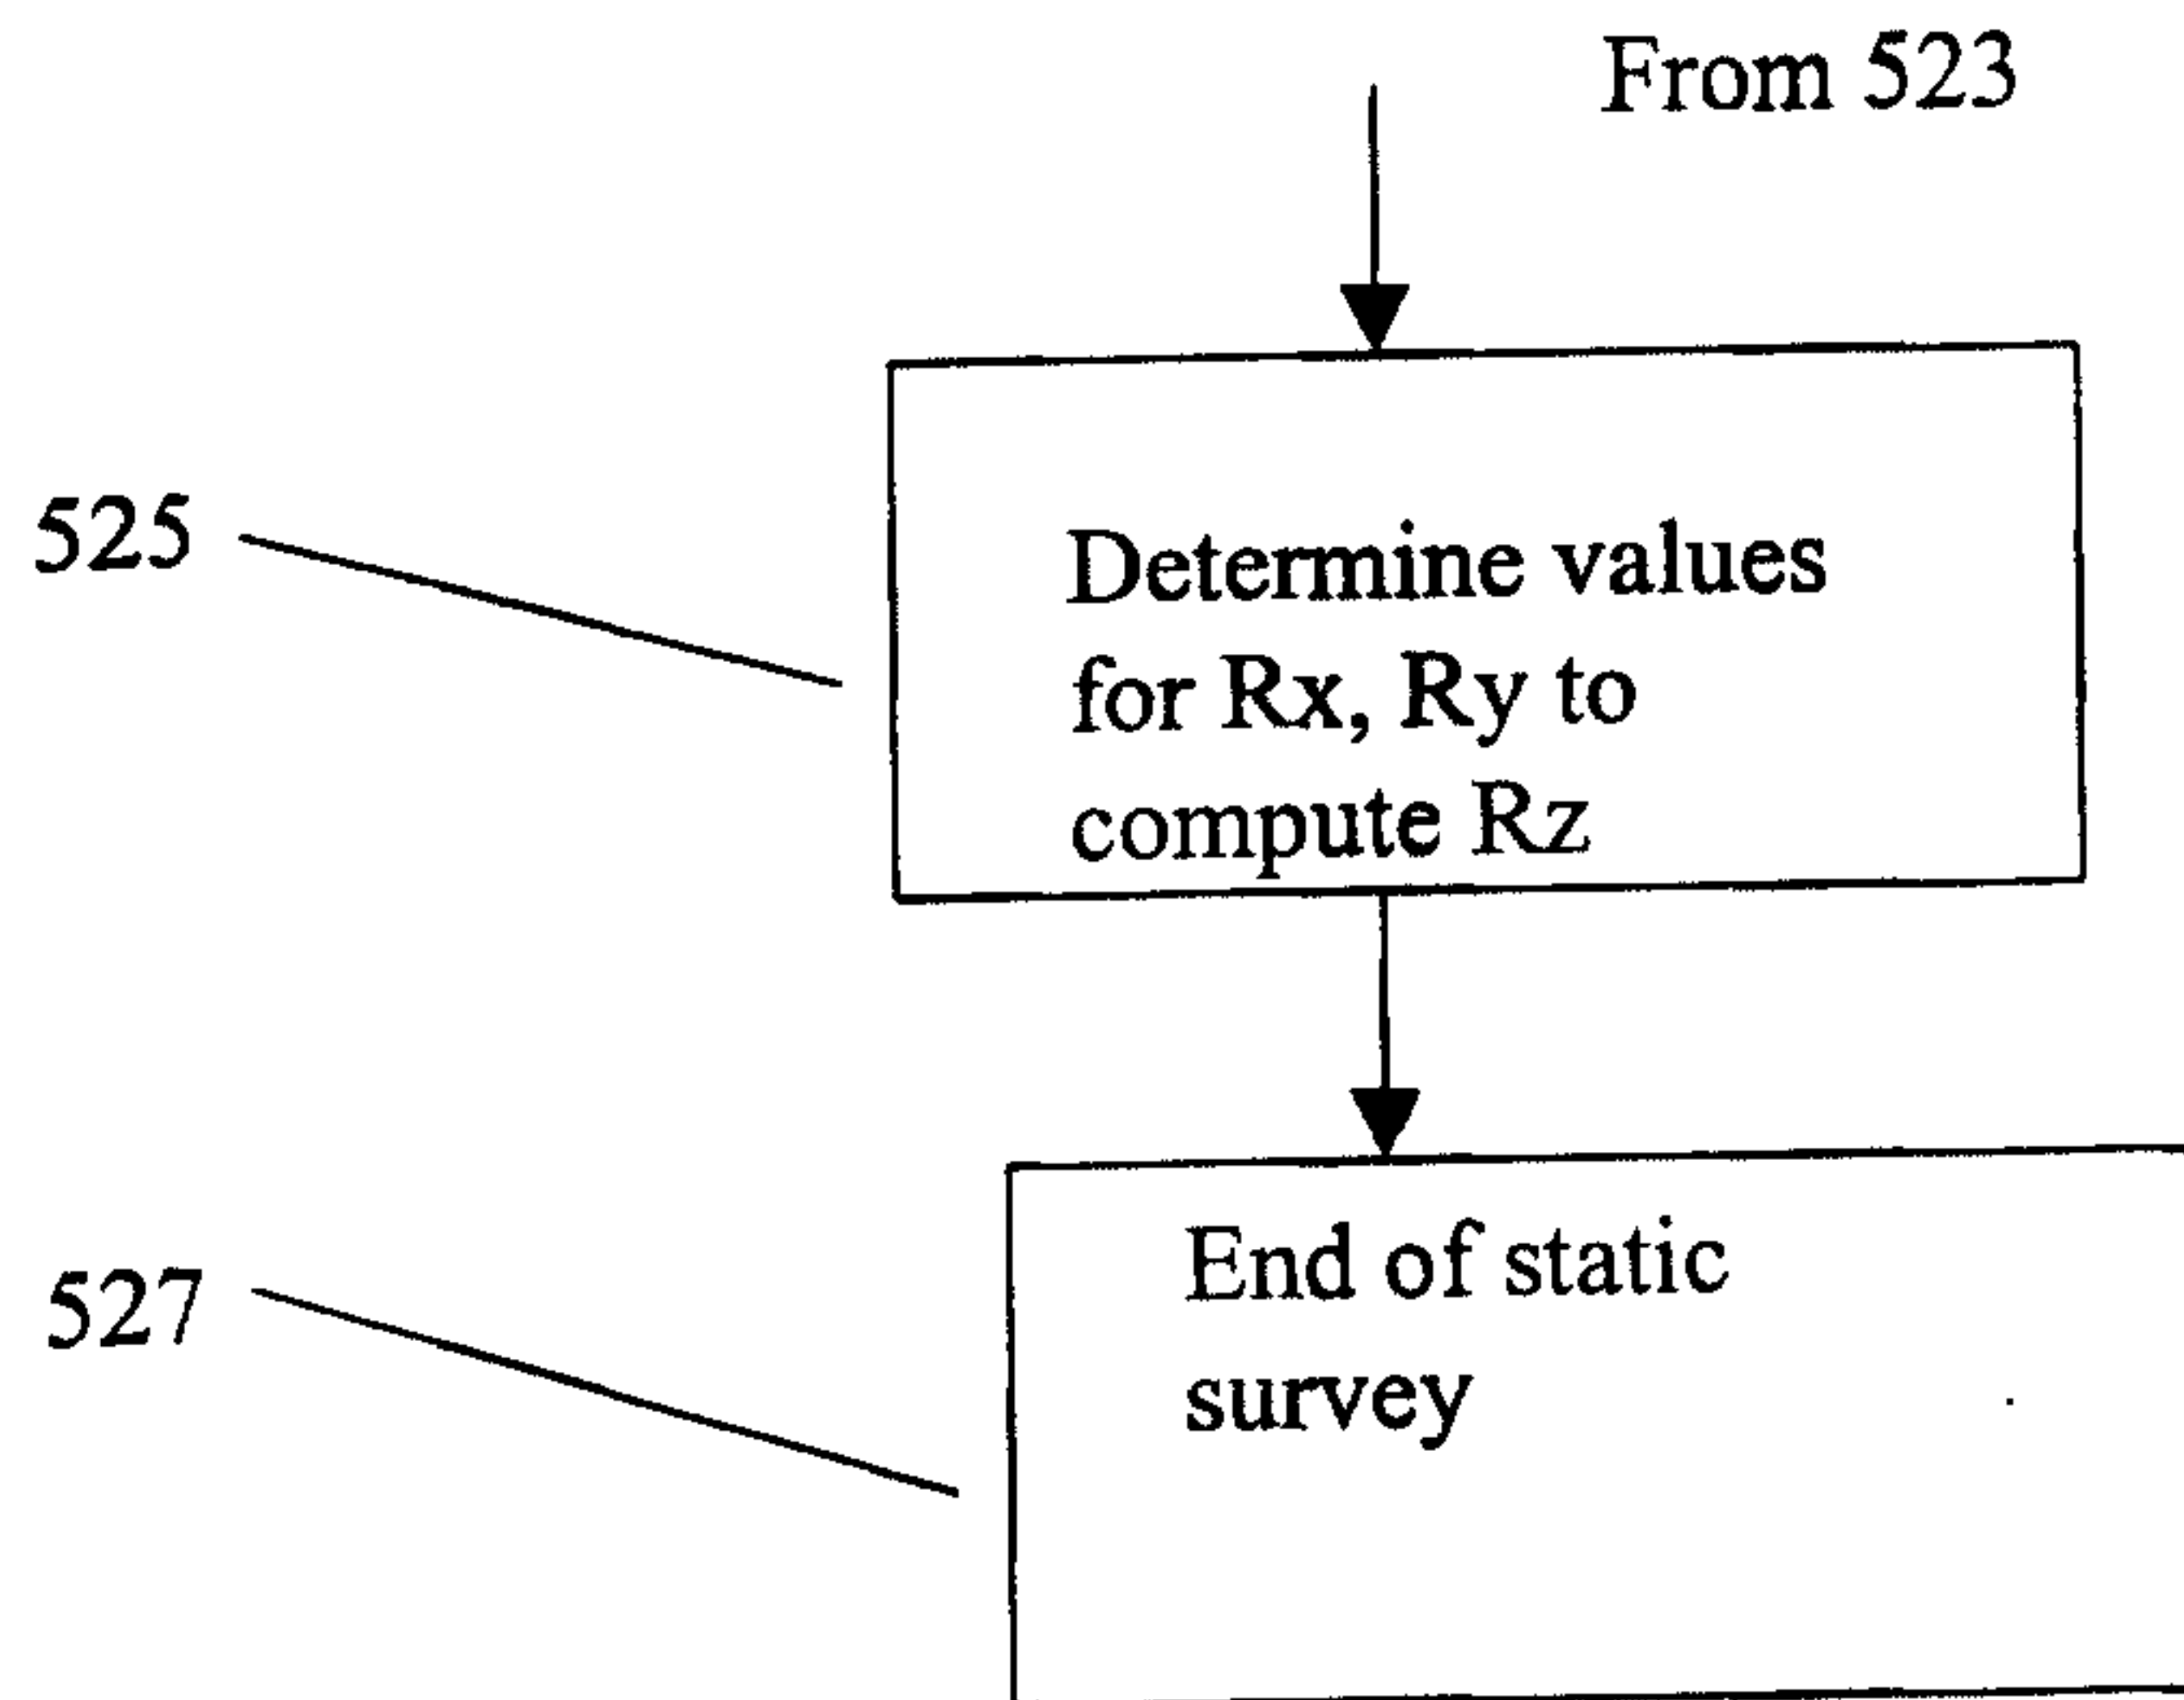 From 523
525
Determine values
for Rx, Ry to
compute Rz
527
End of static
survey